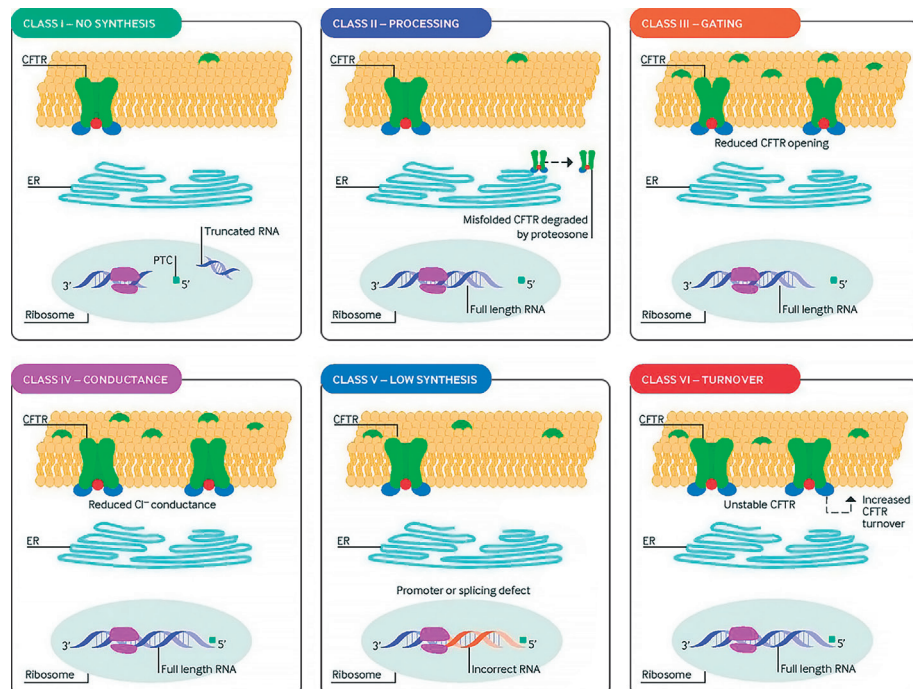 CLASS I – NO SYNTHESIS
CFTR
ER
Truncated RNA
PTC
3’
5’
Ribosome
CLASS II – PROCESSING
CFTR
ER
Misfolded CFTR degraded
by proteosone
3’
5’
Full length RNA
Ribosome
CLASS III – GATING
CFTR
Reduced CFTR opening
ER
3’
5’
Full length RNA
Ribosome
CLASS IV – CONDUCTANCE
CFTR
Reduced Cl⁻ conductance
ER
3’
5’
Full length RNA
Ribosome
CLASS V – LOW SYNTHESIS
CFTR
ER
Promoter or splicing defect
3’
5’
Incorrect RNA
Ribosome
CLASS VI – TURNOVER
CFTR
Unstable CFTR
Increased
CFTR
turnover
ER
3’
5’
Full length RNA
Ribosome